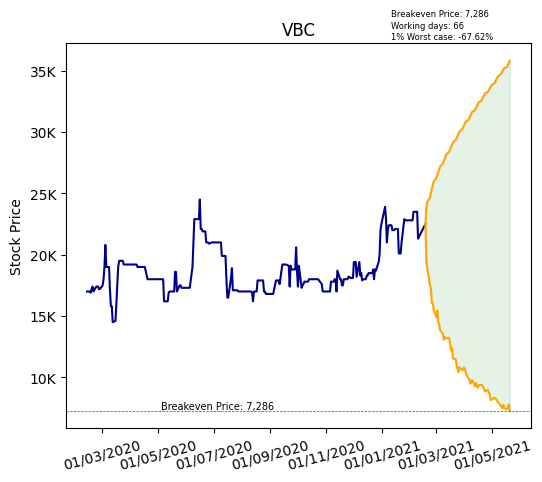 Breakeven Price: 7,286
Working days: 66
1% Worst case: -67.62%
VBC
Stock Price
35K
30K
25K
20K
15K
10K
Breakeven Price: 7,286
01/03/2020
01/05/2020
01/07/2020
01/09/2020
01/11/2020
01/01/2021
01/03/2021
01/05/2021